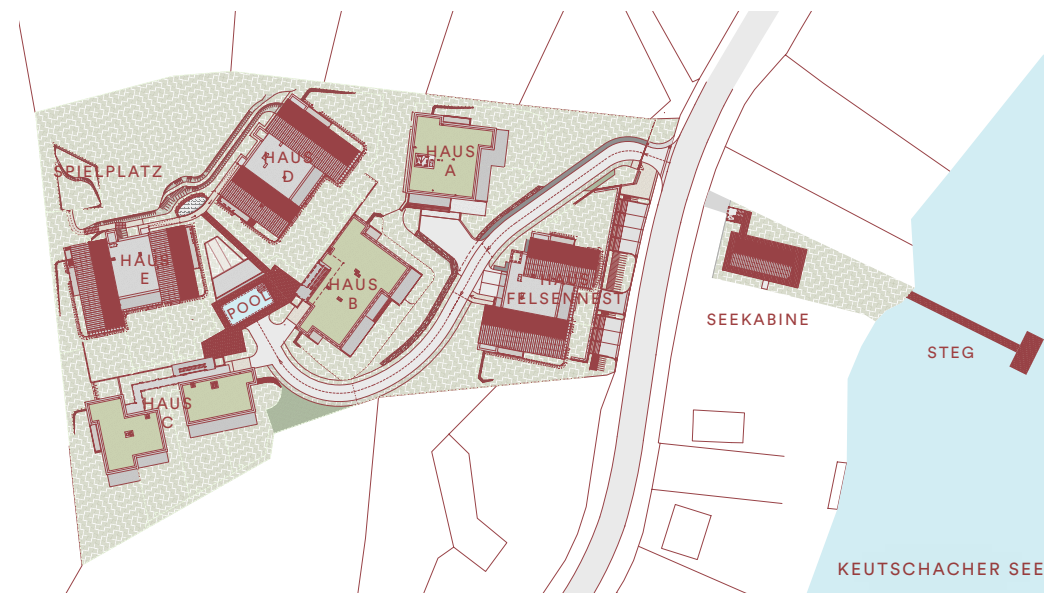 HAUS
A
HAUS
D
SPIELPLATZ
HAUS
E
HAUS
B
POOL
FELSENNEST
SEEKABINE
STEG
HAUS
C
KEUTSCHACHER SEE